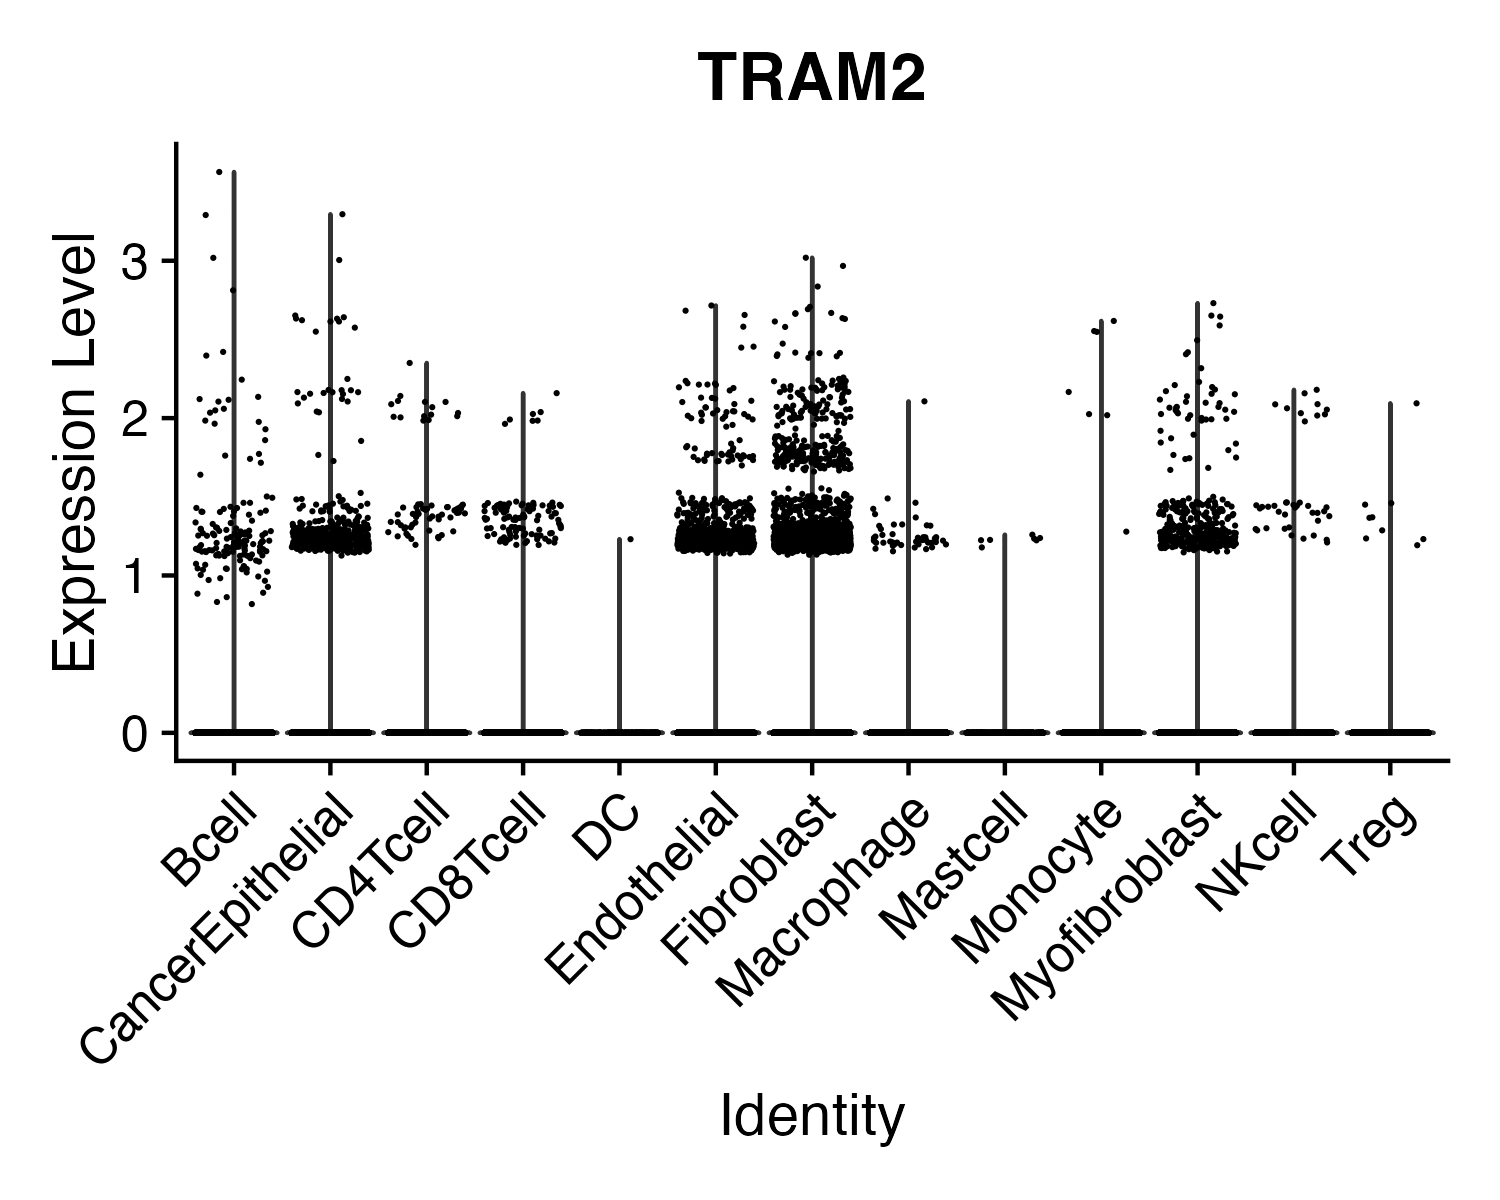 TRAM2
Expression Level
3
2
1
0
Bcell
CancerEpithelial
CD4Tcell
CD8Tcell
DC
Endothelial
Fibroblast
Macrophage
Mastcell
Monocyte
Myofibroblast
NKcell
Treg
Identity